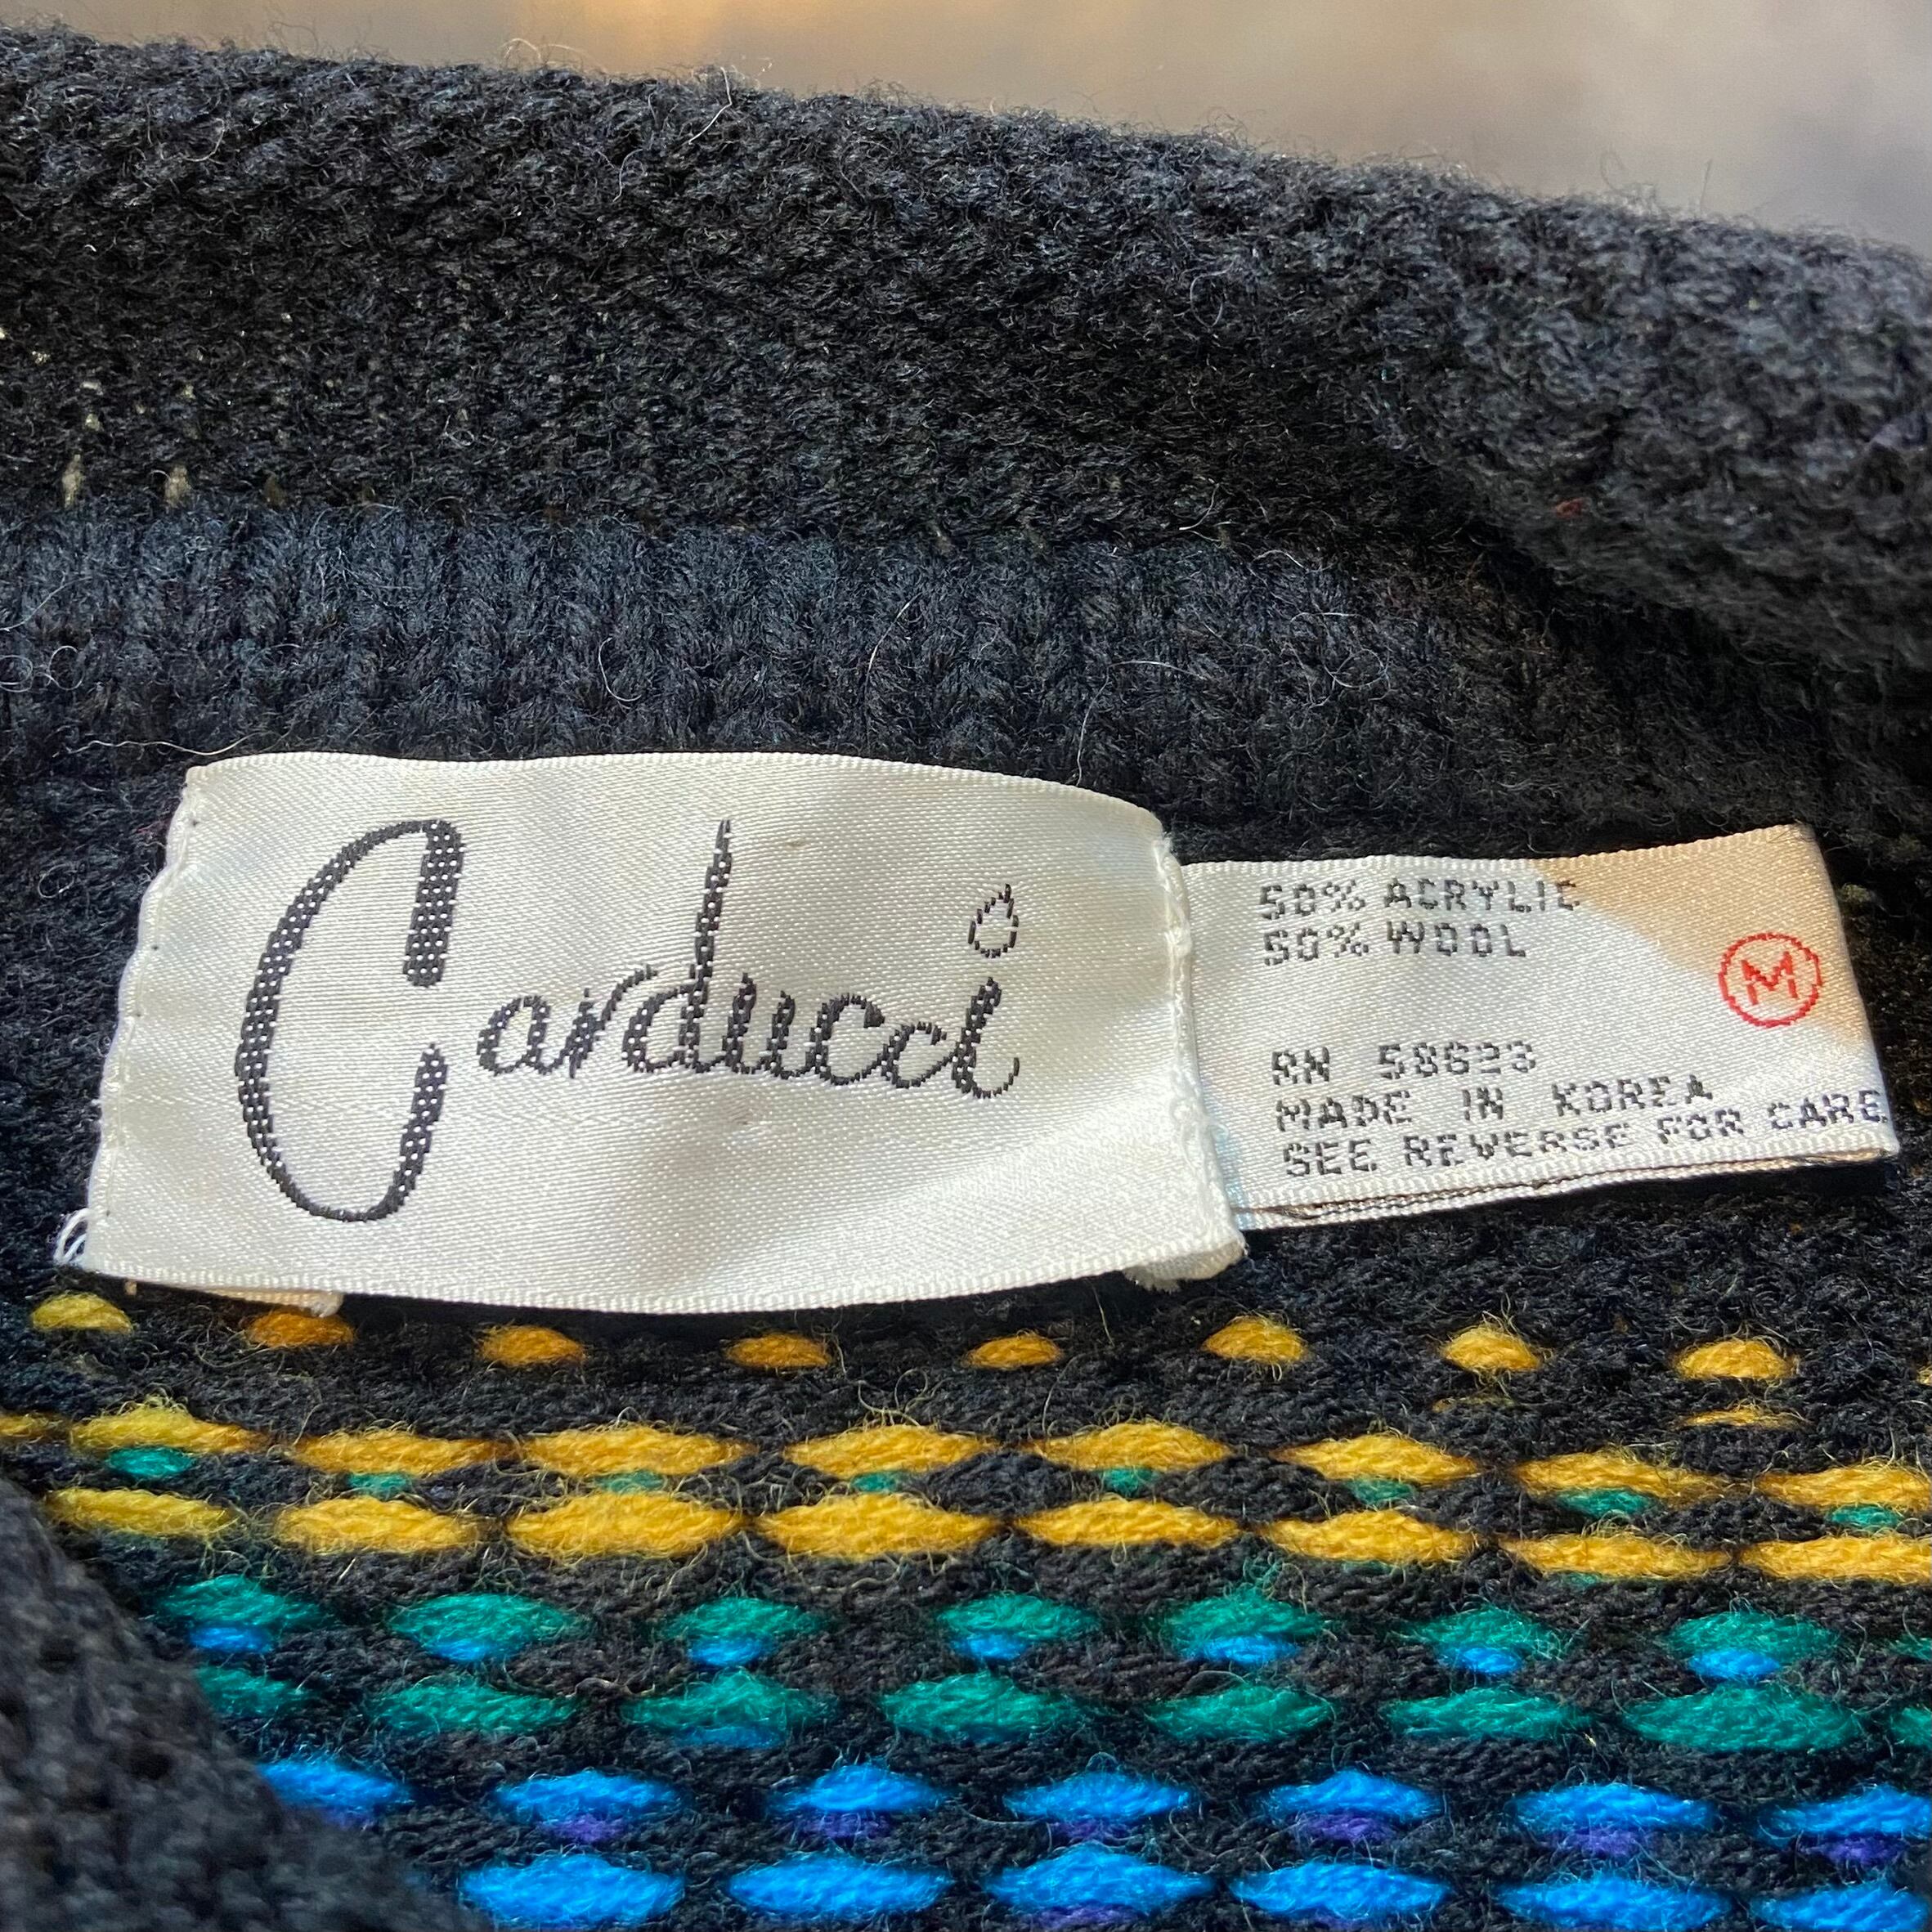 Carducci
50% ACRYLIC
50% WOOL
M
RN 58623
MADE IN KOREA
SEE REVERSE FOR CARE